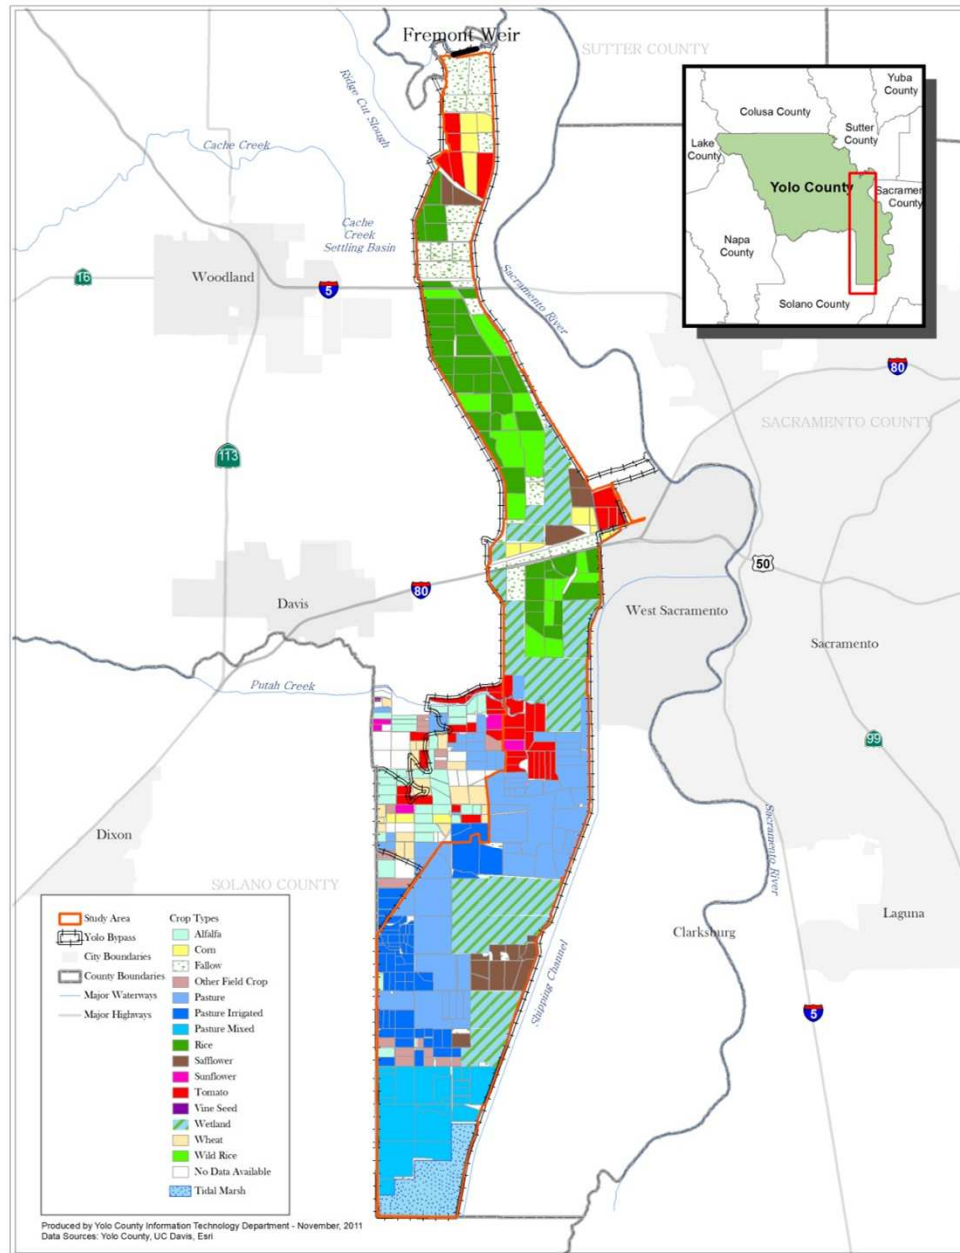 Fremont Weir
SUTTER COUNTY
Ridge Cut Slough
Cache Creek
Cache
Creek
Settling Basin
Woodland
16
5
Sacramento River
Yuba
County
Colusa County
Sutter
County
Lake
County
Yolo County
Sacramen
County
Napa
County
Solano County
80
SACRAMENTO COUNTY
113
50
Davis
80
West Sacramento
Sacramento
Putah Creek
99
Dixon
Sacramento River
SOLANO COUNTY
Laguna
Clarksburg
Shipping Channel
5
Study Area
Yolo Bypass
City Boundaries
County Boundaries
Major Waterways
Major Highways
Crop Types
Alfalfa
Corn
Fallow
Other Field Crop
Pasture
Pasture Irrigated
Pasture Mixed
Rice
Safflower
Sunflower
Tomato
Vine Seed
Wetland
Wheat
Wild Rice
No Data Available
Tidal Marsh
Produced by Yolo County Information Technology Department - November, 2011
Data Sources: Yolo County, UC Davis, Esri